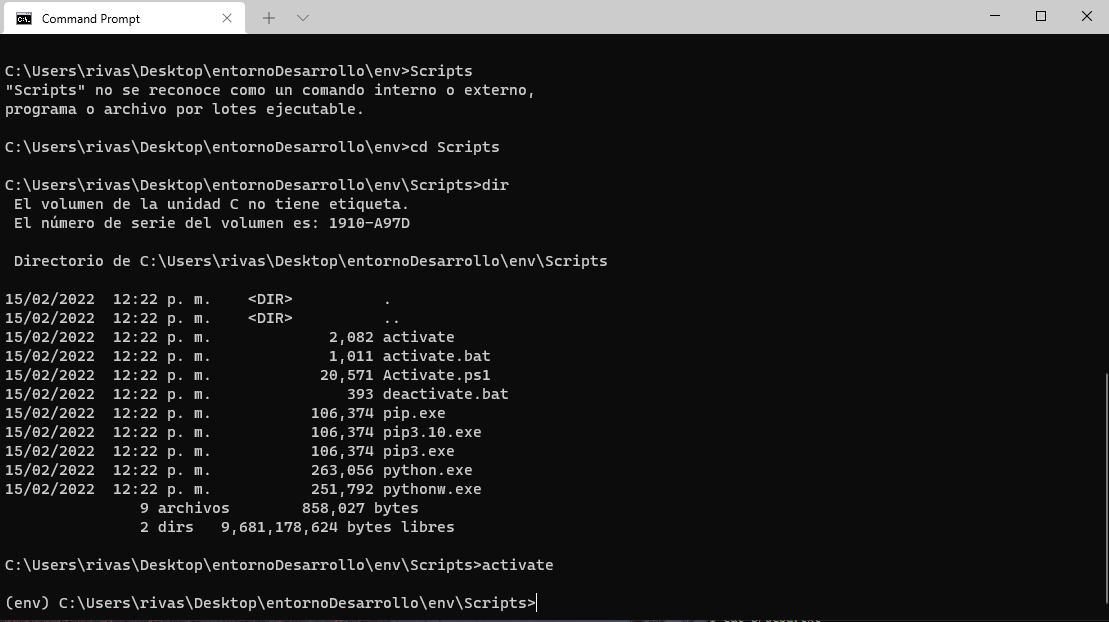 Command Prompt
C:\Users\rivas\Desktop\entornoDesarrollo\env>Scripts
"Scripts" no se reconoce como un comando interno o externo,
programa o archivo por lotes ejecutable.
C:\Users\rivas\Desktop\entornoDesarrollo\env>cd Scripts
C:\Users\rivas\Desktop\entornoDesarrollo\env\Scripts>dir
El volumen de la unidad C no tiene etiqueta.
El número de serie del volumen es: 1910-A97D
Directorio de C:\Users\rivas\Desktop\entornoDesarrollo\env\Scripts
15/02/2022  12:22 p. m.    <DIR>          .
15/02/2022  12:22 p. m.    <DIR>          ..
15/02/2022  12:22 p. m.             2,082 activate
15/02/2022  12:22 p. m.             1,011 activate.bat
15/02/2022  12:22 p. m.            20,571 Activate.ps1
15/02/2022  12:22 p. m.               393 deactivate.bat
15/02/2022  12:22 p. m.           106,374 pip.exe
15/02/2022  12:22 p. m.           106,374 pip3.10.exe
15/02/2022  12:22 p. m.           106,374 pip3.exe
15/02/2022  12:22 p. m.           263,056 python.exe
15/02/2022  12:22 p. m.           251,792 pythonw.exe
9 archivos        858,027 bytes
2 dirs   9,681,178,624 bytes libres
C:\Users\rivas\Desktop\entornoDesarrollo\env\Scripts>activate
(env) C:\Users\rivas\Desktop\entornoDesarrollo\env\Scripts>